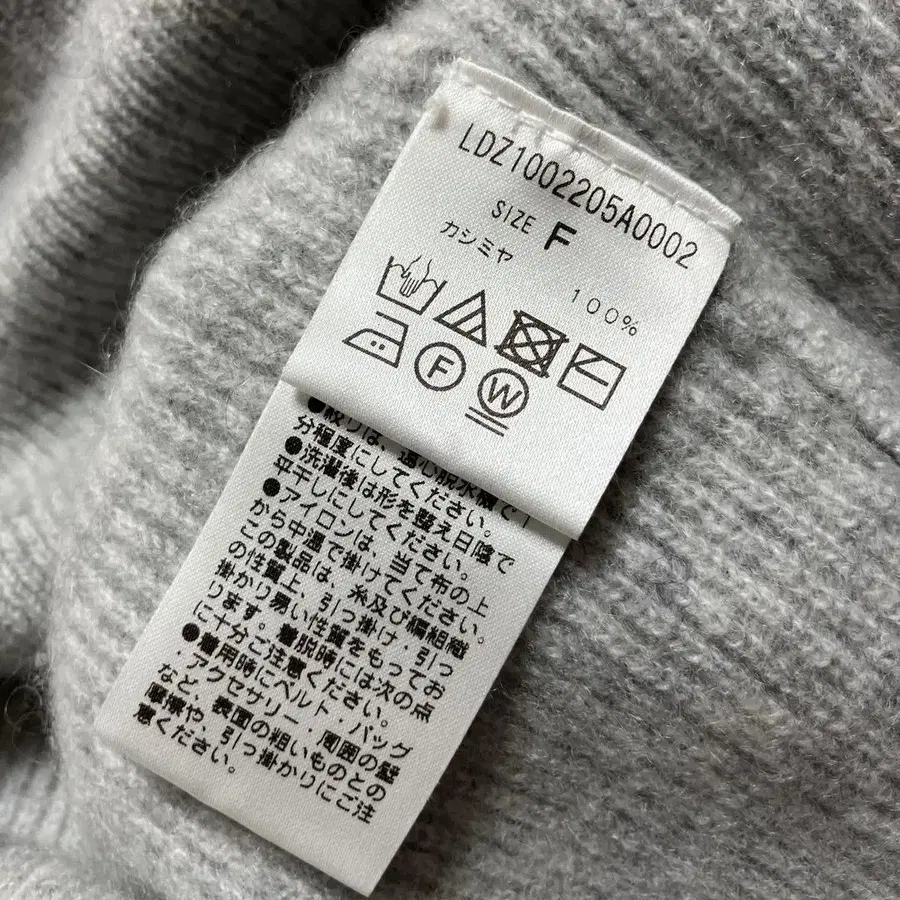 LDZ1002205A0002
SIZE F
カシミヤ
100%
F
W
●絞りは、遠心脱水機で1
分程度にしてください。
●洗濯後は形を整え日陰で
平干しにしてください。
●アイロンは、当て布の上
から中温で掛けてください。
この製品は、糸及び編組織
の性質上、引っ掛け・引っ
掛かり易い性質をもってお
ります。着脱時には次の点
に十分ご注意ください。
●着用時にベルト・バッグ
・アクセサリー・周囲の壁
など、表面の粗いものとの
摩擦や、引っ掛かりにご注
意ください。